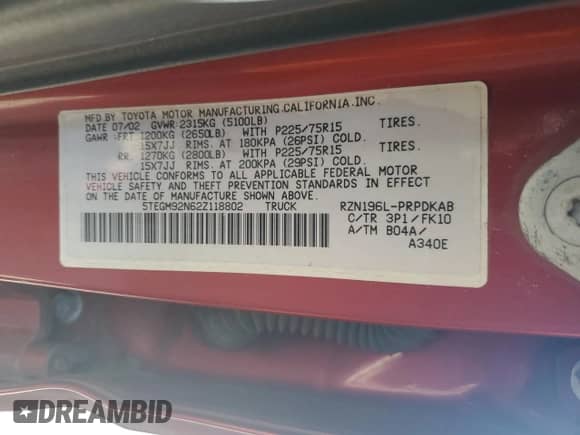 MFD.BY TOYOTA MOTOR MANUFACTURING.CALIFORNIA.INC.
DATE 07/02 GVWR 2315KG (5100LB)
GAWR FRT 1200KG (2650LB) WITH P225/75R15 TIRES.
15X7JJ RIMS. AT 180KPA (26PSI) COLD.
RR. 1270KG (2800LB) WITH P225/75R15 TIRES.
15X7JJ RIMS. AT 200KPA (29PSI) COLD.
THIS VEHICLE CONFORMS TO ALL APPLICABLE FEDERAL MOTOR
VEHICLE SAFETY AND THEFT PREVENTION STANDARDS IN EFFECT ON
THE DATE OF MANUFACTURE SHOWN ABOVE.
5TEGM92N62Z118802 TRUCK RZN196L-PRPDKAB
C/TR 3P1/FK10
A/TM B04A/
A340E
DREAMBID